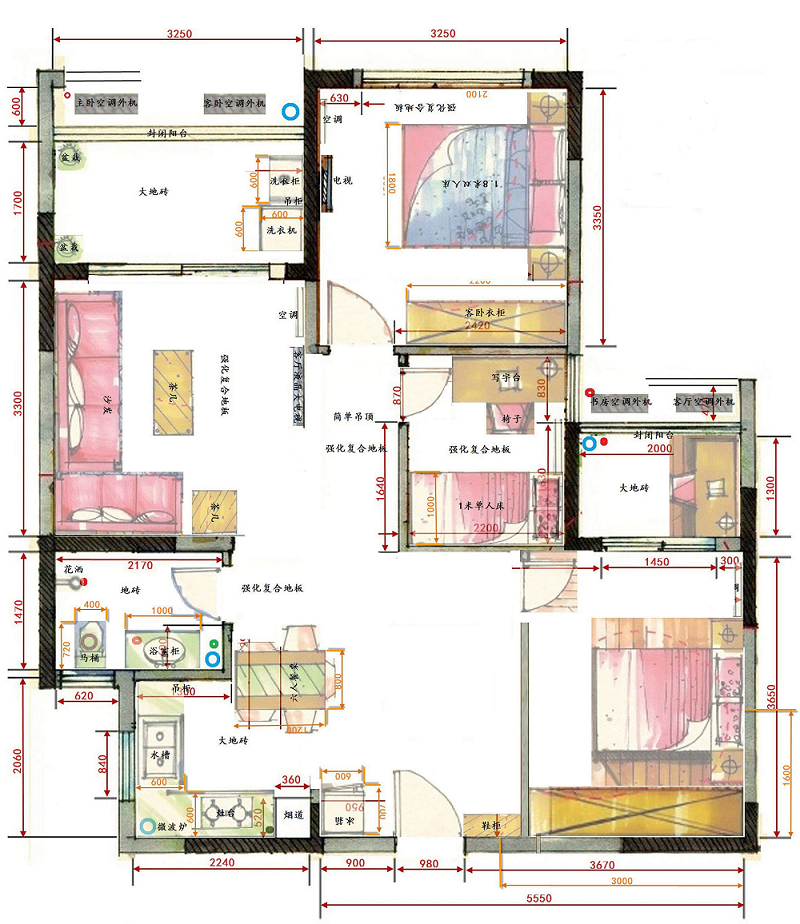 3250
3250
600
主卧空调外机
客卧空调外机
630
空调
强化复合地板
2100
封闭阳台
盆栽
大地砖
600
洗衣柜
吊柜
600
600
洗衣机
1700
盆栽
电视
1800
1.8米双人床
3350
2200
客卧衣柜
2420
空调
3300
沙发
茶几
强化复合地板
客厅液晶大电视
茶几
简单吊顶
强化复合地板
870
写字台
椅子
830
强化复合地板
1640
1000
1米单人床
2200
书房空调外机
客厅空调外机
封闭阳台
2000
大地砖
1300
1450
300
2170
花洒
地砖
1470
400
720
马桶
1000
浴室柜
强化复合地板
620
吊柜
1300
六人餐桌
800
1200
大地砖
水槽
840
2060
600
600
灶台
520
360
烟道
微波炉
600
950
700
冰箱
鞋柜
3650
1600
2240
900
980
3670
3000
5550